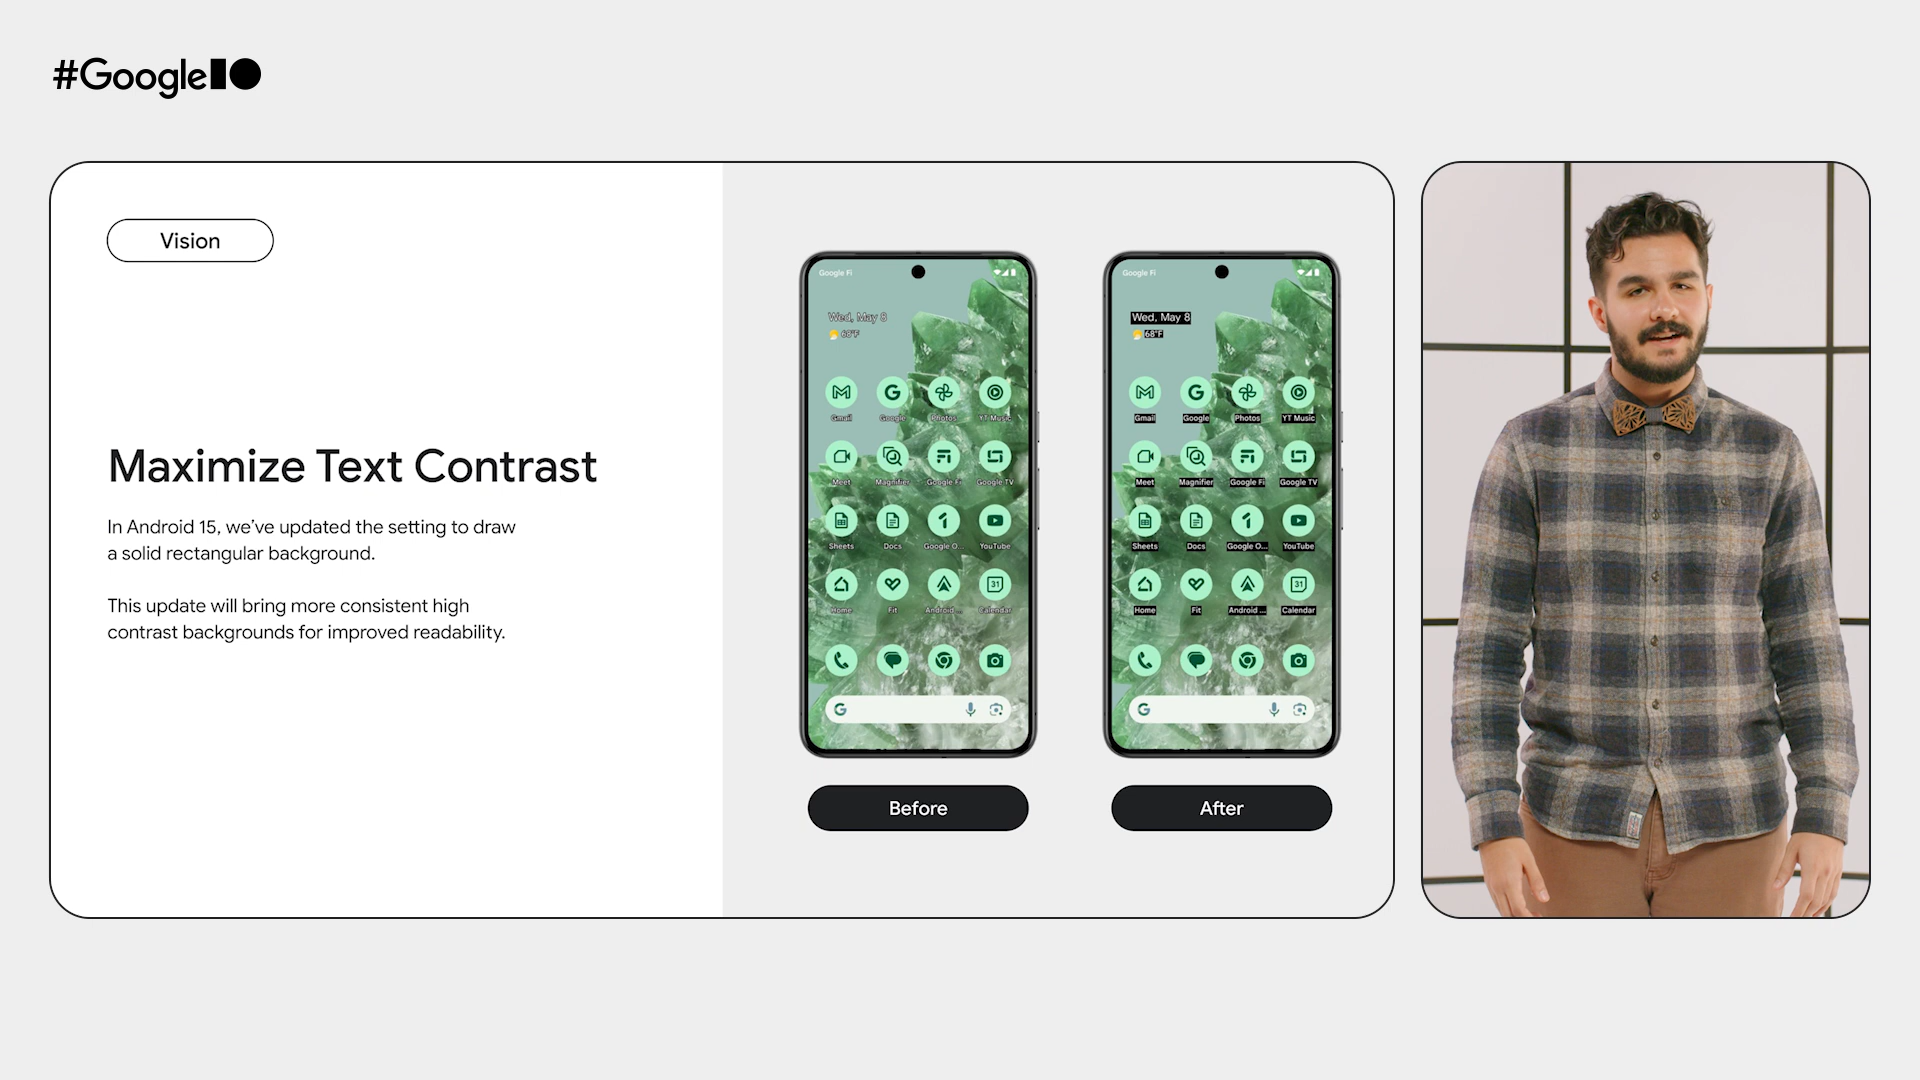 #GoogleIO
Vision
Maximize Text Contrast
In Android 15, we've updated the setting to draw
a solid rectangular background.
This update will bring more consistent high
contrast backgrounds for improved readability.
Google Fi
Wed, May 8
68°F
Gmail Google Photos YT Music
Meet Magnifier Google Fi Google TV
Sheets Docs Google O... YouTube
Home Fit Android ... Calendar
31
Before
Google Fi
Wed, May 8
68°F
Gmail Google Photos YT Music
Meet Magnifier Google Fi Google TV
Sheets Docs Google O... YouTube
31
Home Fit Android ... Calendar
After